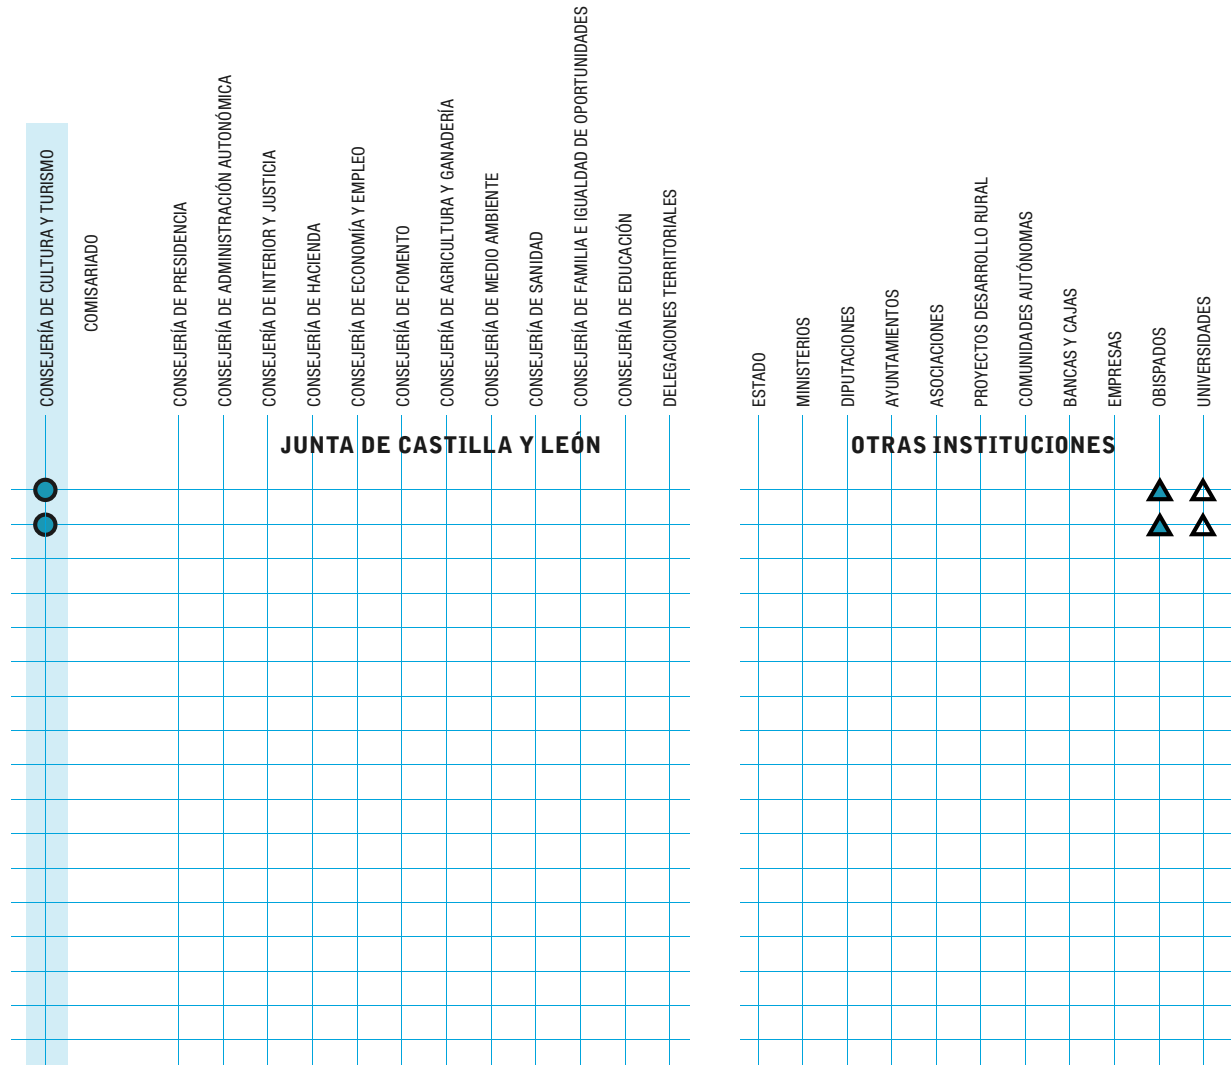 CONSEJERÍA DE CULTURA Y TURISMO
COMISARIADO
CONSEJERÍA DE PRESIDENCIA
CONSEJERÍA DE ADMINISTRACIÓN AUTONÓMICA
CONSEJERÍA DE INTERIOR Y JUSTICIA
CONSEJERÍA DE HACIENDA
CONSEJERÍA DE ECONOMÍA Y EMPLEO
CONSEJERÍA DE FOMENTO
CONSEJERÍA DE AGRICULTURA Y GANADERÍA
CONSEJERÍA DE MEDIO AMBIENTE
CONSEJERÍA DE SANIDAD
CONSEJERÍA DE FAMILIA E IGUALDAD DE OPORTUNIDADES
CONSEJERÍA DE EDUCACIÓN
DELEGACIONES TERRITORIALES
ESTADO
MINISTERIOS
DIPUTACIONES
AYUNTAMIENTOS
ASOCIACIONES
PROYECTOS DESARROLLO RURAL
COMUNIDADES AUTÓNOMAS
BANCAS Y CAJAS
EMPRESAS
OBISPADOS
UNIVERSIDADES
JUNTA DE CASTILLA Y LEÓN
OTRAS INSTITUCIONES